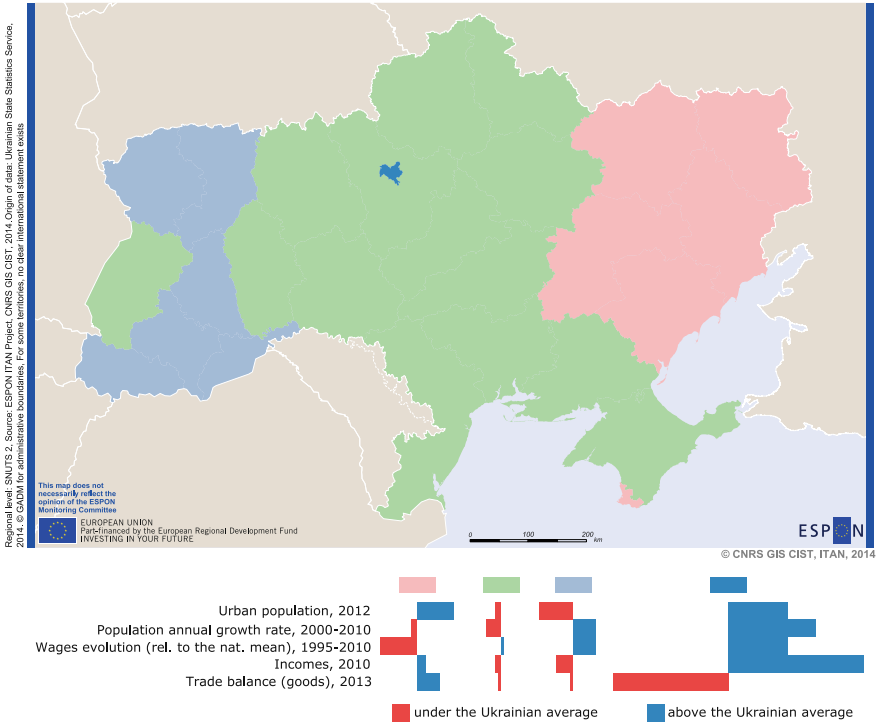 Regional level: SNUTS 2, Source: ESPON ITAN Project, CNRS GIS CIST, 2014,Origin of data: Ukrainian State Statistics Service,
2014. © GADM for administrative boundaries, For some territories, no clear international statement exists
This map does not
necessarily reflect the
opinion of the ESPON
Monitoring Committee
EUROPEAN UNION
Part-financed by the European Regional Development Fund
INVESTING IN YOUR FUTURE
0 100 200
km
ESPON
© CNRS GIS CIST, ITAN, 2014
Urban population, 2012
Population annual growth rate, 2000-2010
Wages evolution (rel. to the nat. mean), 1995-2010
Incomes, 2010
Trade balance (goods), 2013
under the Ukrainian average
above the Ukrainian average